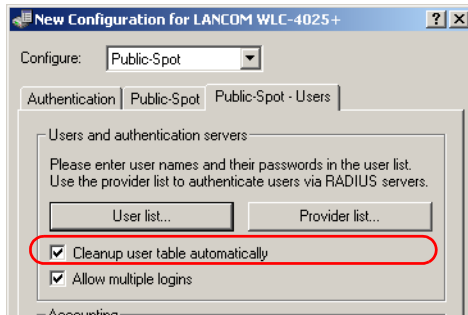 New Configuration for LANCOM WLC-4025+
Configure: Public-Spot
Authentication Public-Spot Public-Spot - Users
Users and authentication servers
Please enter user names and their passwords in the user list.
Use the provider list to authenticate users via RADIUS servers.
User list... Provider list...
Cleanup user table automatically
Allow multiple logins
Accounting